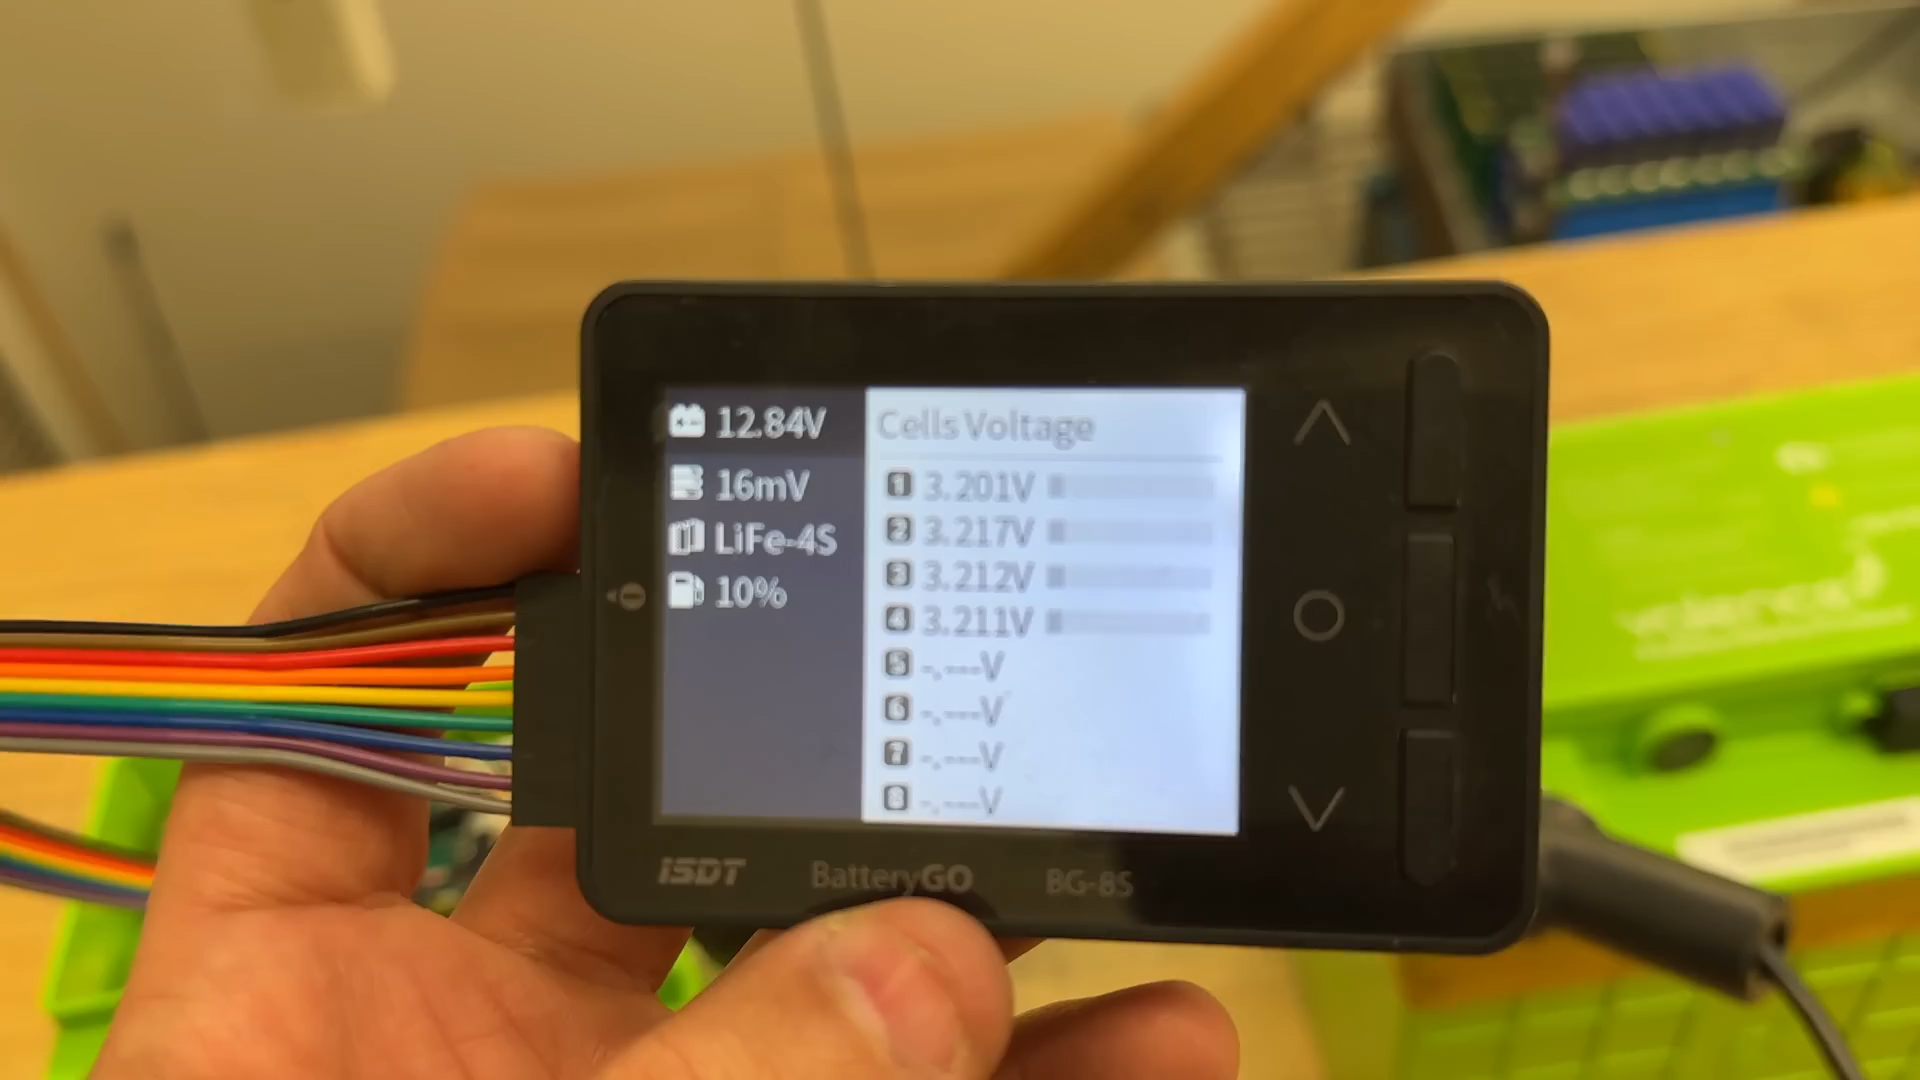 12.84V
16mV
LiFe-4S
10%
Cells Voltage
1 3.201V
2 3.217V
3 3.212V
4 3.211V
5 -.---V
6 -.---V
7 -.---V
8 -.---V
iSDT BatteryGO BG-8S
valence